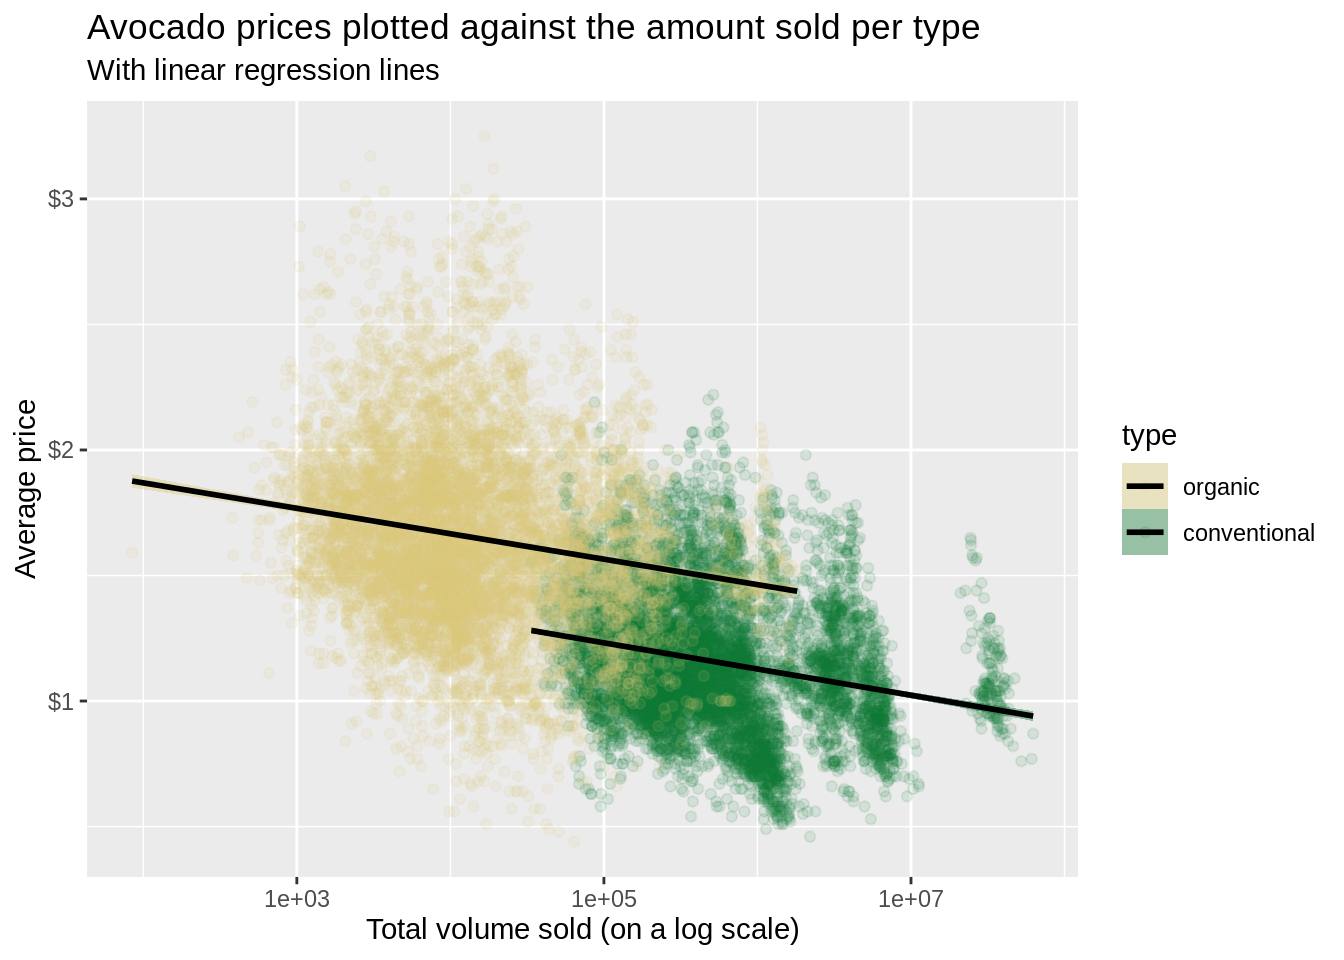 Avocado prices plotted against the amount sold per type
With linear regression lines
Average price
$3
$2
$1
1e+03 1e+05 1e+07
Total volume sold (on a log scale)
type
organic
conventional